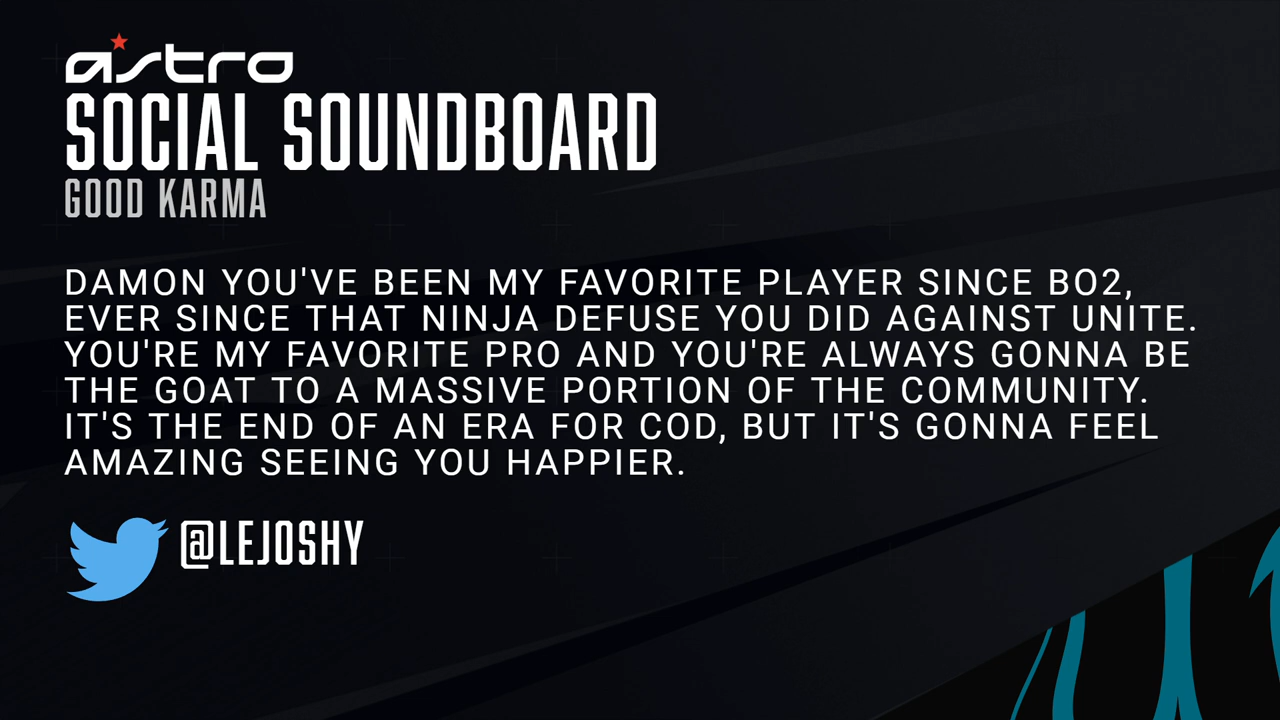 astro
SOCIAL SOUNDBOARD
GOOD KARMA
DAMON YOU'VE BEEN MY FAVORITE PLAYER SINCE BO2,
EVER SINCE THAT NINJA DEFUSE YOU DID AGAINST UNITE.
YOU'RE MY FAVORITE PRO AND YOU'RE ALWAYS GONNA BE
THE GOAT TO A MASSIVE PORTION OF THE COMMUNITY.
IT'S THE END OF AN ERA FOR COD, BUT IT'S GONNA FEEL
AMAZING SEEING YOU HAPPIER.
@LEJOSHY